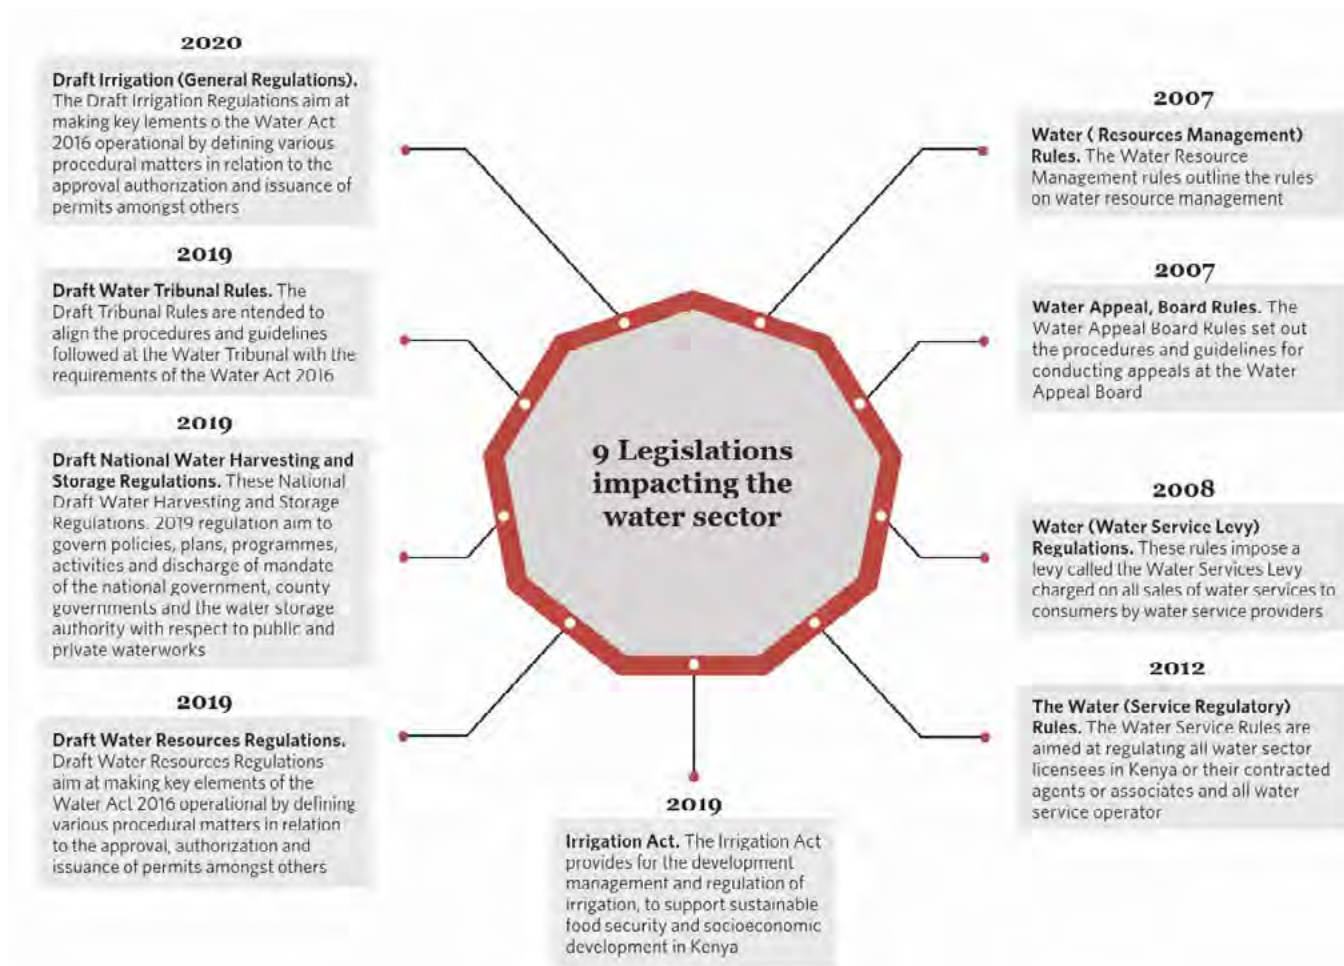 2020
Draft Irrigation (General Regulations).
The Draft Irrigation Regulations aim at
making key lements o the Water Act
2016 operational by defining various
procedural matters in relation to the
approval authorization and issuance of
permits amongst others
2019
Draft Water Tribunal Rules. The
Draft Tribunal Rules are ntended to
align the procedures and guidelines
followed at the Water Tribunal with the
requirements of the Water Act 2016
2019
Draft National Water Harvesting and
Storage Regulations. These National
Draft Water Harvesting and Storage
Regulations. 2019 regulation aim to
govern policies, plans, programmes,
activities and discharge of mandate
of the national government, county
governments and the water storage
authority with respect to public and
private waterworks
2019
Draft Water Resources Regulations.
Draft Water Resources Regulations
aim at making key elements of the
Water Act 2016 operational by defining
various procedural matters in relation
to the approval, authorization and
issuance of permits amongst others
9 Legislations
impacting the
water sector
2019
Irrigation Act. The Irrigation Act
provides for the development
management and regulation of
irrigation, to support sustainable
food security and socioeconomic
development in Kenya
2007
Water ( Resources Management)
Rules. The Water Resource
Management rules outline the rules
on water resource management
2007
Water Appeal, Board Rules. The
Water Appeal Board Rules set out
the procedures and guidelines for
conducting appeals at the Water
Appeal Board
2008
Water (Water Service Levy)
Regulations. These rules impose a
levy called the Water Services Levy
charged on all sales of water services to
consumers by water service providers
2012
The Water (Service Regulatory)
Rules. The Water Service Rules are
aimed at regulating all water sector
licensees in Kenya or their contracted
agents or associates and all water
service operator